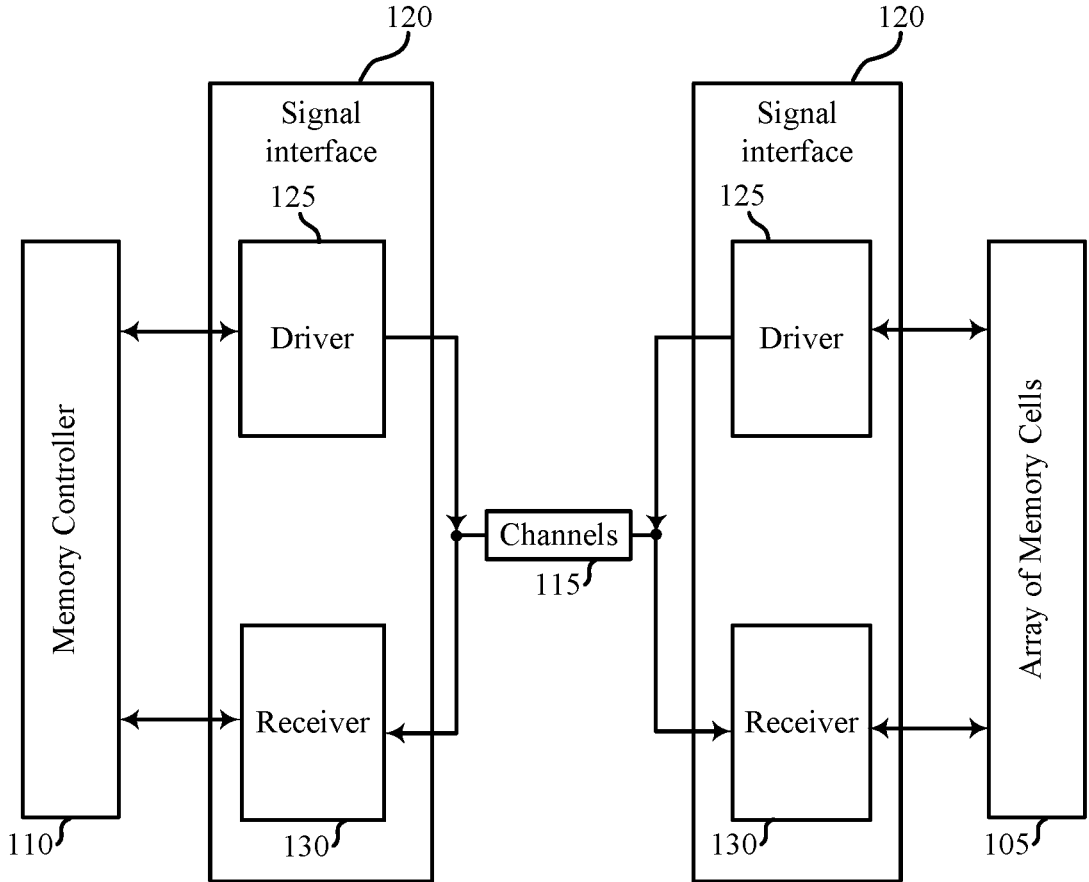 120
120
Signal
interface
Signal
interface
125
125
Driver
Driver
Memory Controller
Array of Memory Cells
Channels
115
Receiver
Receiver
110
130
130
105